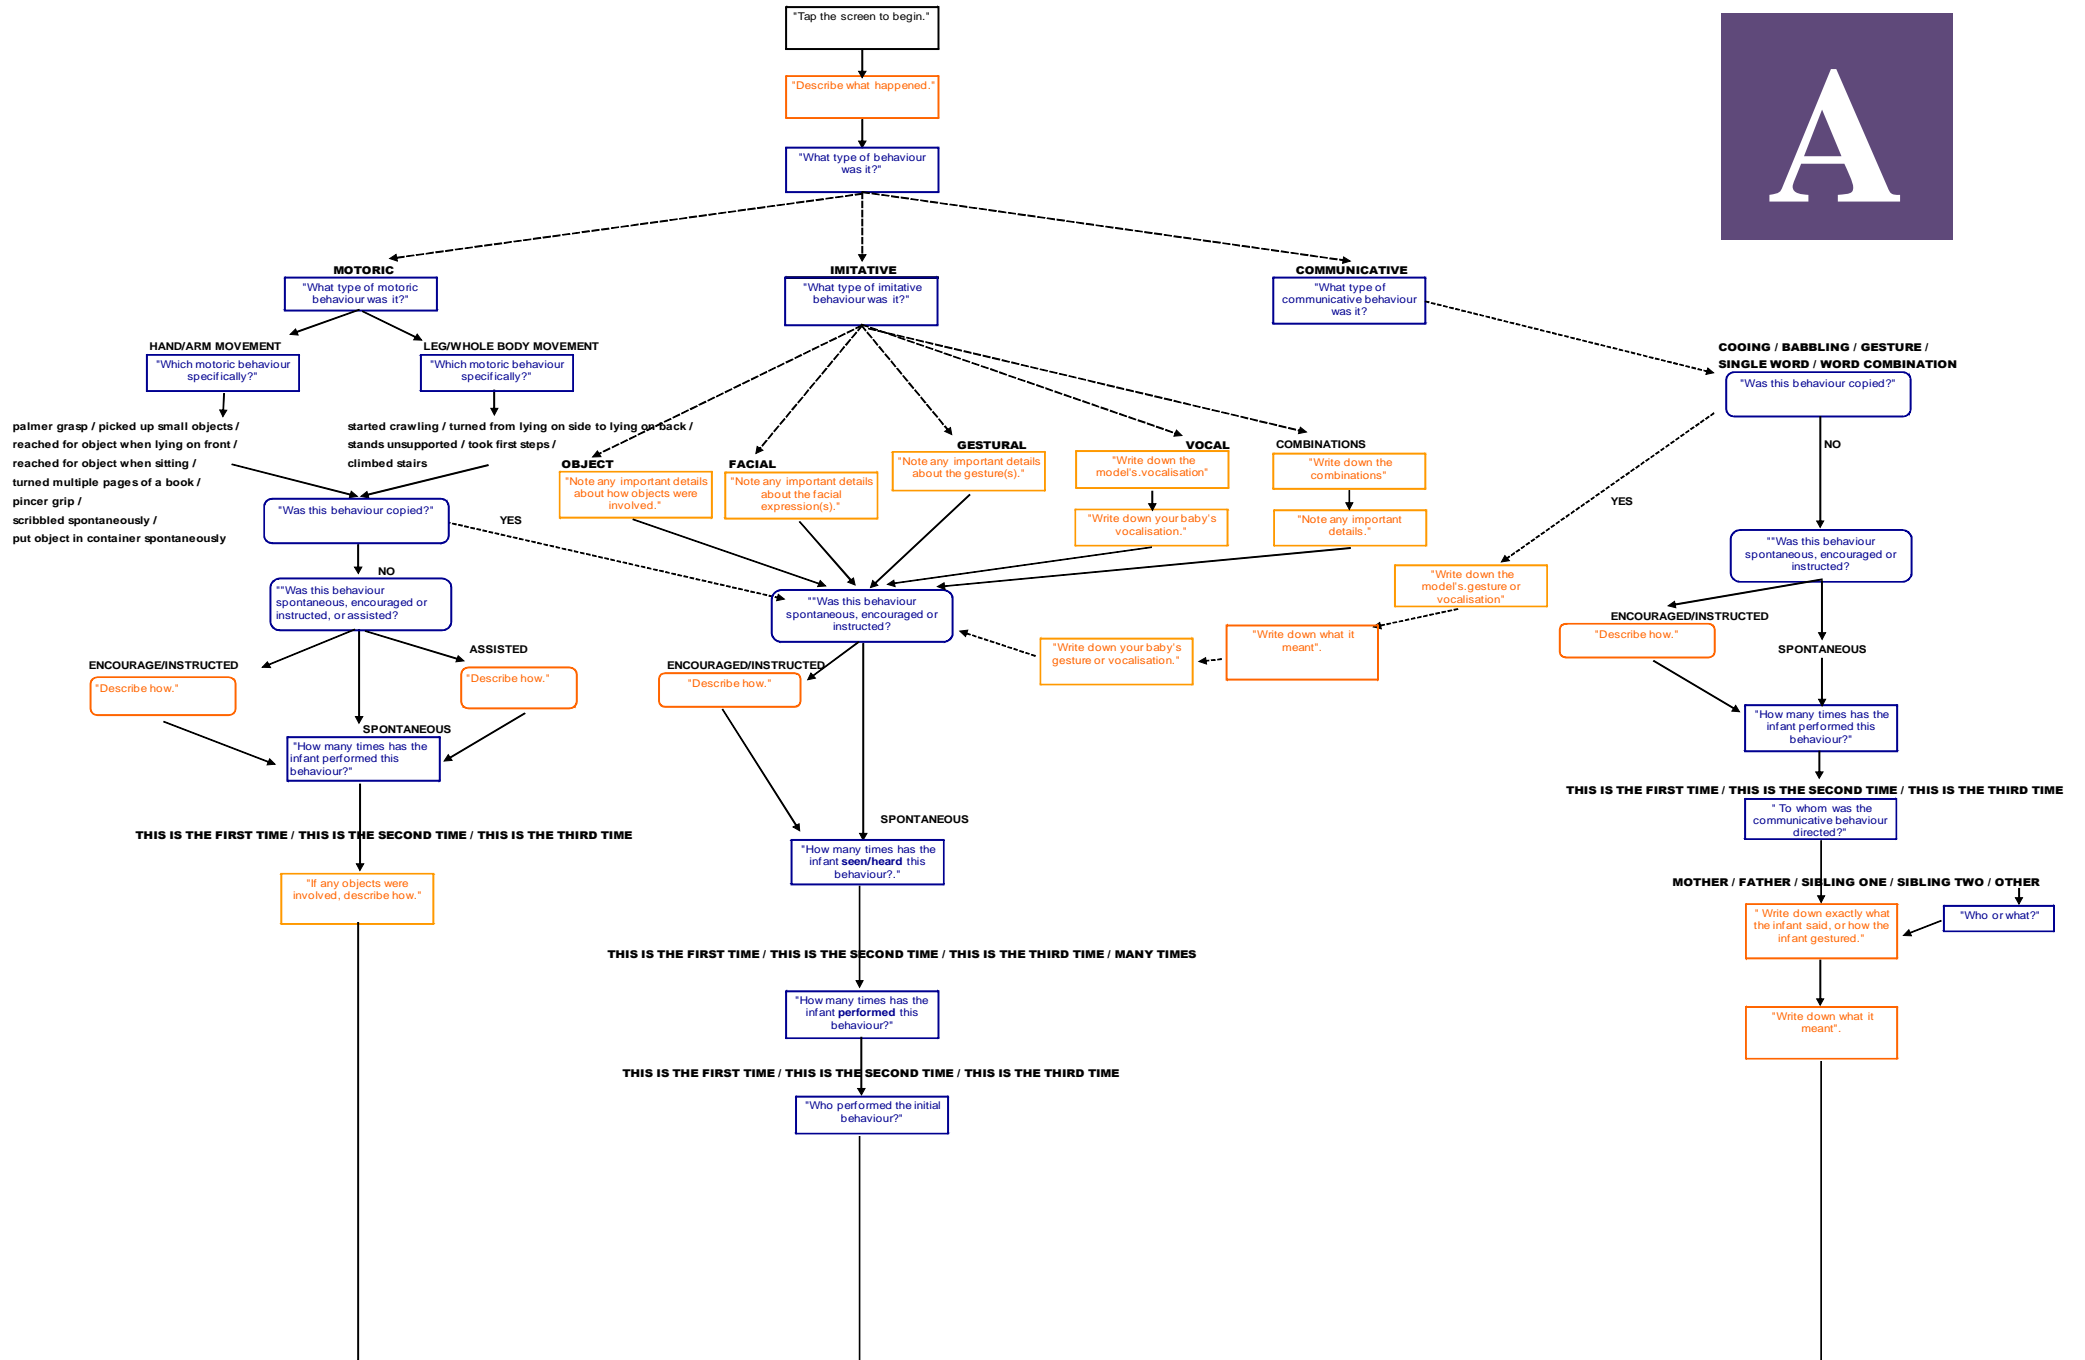 "Tap the screen to begin."
A
"Describe what happened."
"What type of behaviour
was it?"
MOTORIC
"What type of motoric
behaviour was it?"
IMITATIVE
"What type of imitative
behaviour was it?"
COMMUNICATIVE
"What type of
communicative behaviour
was it?
HAND/ARM MOVEMENT
"Which motoric behaviour
specifically?"
LEG/WHOLE BODY MOVEMENT
"Which motoric behaviour
specifically?"
COOING / BABBLING / GESTURE /
SINGLE WORD / WORD COMBINATION
"Was this behaviour copied?"
palmer grasp / picked up small objects /
reached for object when lying on front /
reached for object when sitting /
turned multiple pages of a book /
pincer grip /
scribbled spontaneously /
put object in container spontaneously
started crawling / turned from lying on side to lying on back /
stands unsupported / took first steps /
climbed stairs
OBJECT
"Note any important details
about how objects were
involved."
FACIAL
"Note any important details
about the facial
expression(s)."
GESTURAL
"Note any important details
about the gesture(s)."
VOCAL
"Write down the
model's.vocalisation"
"Write down your baby's
vocalisation."
COMBINATIONS
"Write down the
combinations"
"Note any important
details."
YES
NO
"Was this behaviour copied?"
YES
NO
""Was this behaviour
spontaneous, encouraged or
instructed, or assisted?
""Was this behaviour
spontaneous, encouraged or
instructed?
"Write down the
model's.gesture or
vocalisation"
"Write down what it
meant".
"Write down your baby's
gesture or vocalisation."
""Was this behaviour
spontaneous, encouraged or
instructed?
ENCOURAGE/INSTRUCTED
"Describe how."
ASSISTED
"Describe how."
SPONTANEOUS
"How many times has the
infant performed this
behaviour?"
THIS IS THE FIRST TIME / THIS IS THE SECOND TIME / THIS IS THE THIRD TIME
"If any objects were
involved, describe how."
ENCOURAGED/INSTRUCTED
"Describe how."
SPONTANEOUS
"How many times has the
infant seen/heard this
behaviour?."
THIS IS THE FIRST TIME / THIS IS THE SECOND TIME / THIS IS THE THIRD TIME / MANY TIMES
"How many times has the
infant performed this
behaviour?"
THIS IS THE FIRST TIME / THIS IS THE SECOND TIME / THIS IS THE THIRD TIME
"Who performed the initial
behaviour?"
ENCOURAGED/INSTRUCTED
"Describe how."
SPONTANEOUS
"How many times has the
infant performed this
behaviour?"
THIS IS THE FIRST TIME / THIS IS THE SECOND TIME / THIS IS THE THIRD TIME
" To whom was the
communicative behaviour
directed?"
MOTHER / FATHER / SIBLING ONE / SIBLING TWO / OTHER
"Who or what?"
" Write down exactly what
the infant said, or how the
infant gestured."
"Write down what it
meant".